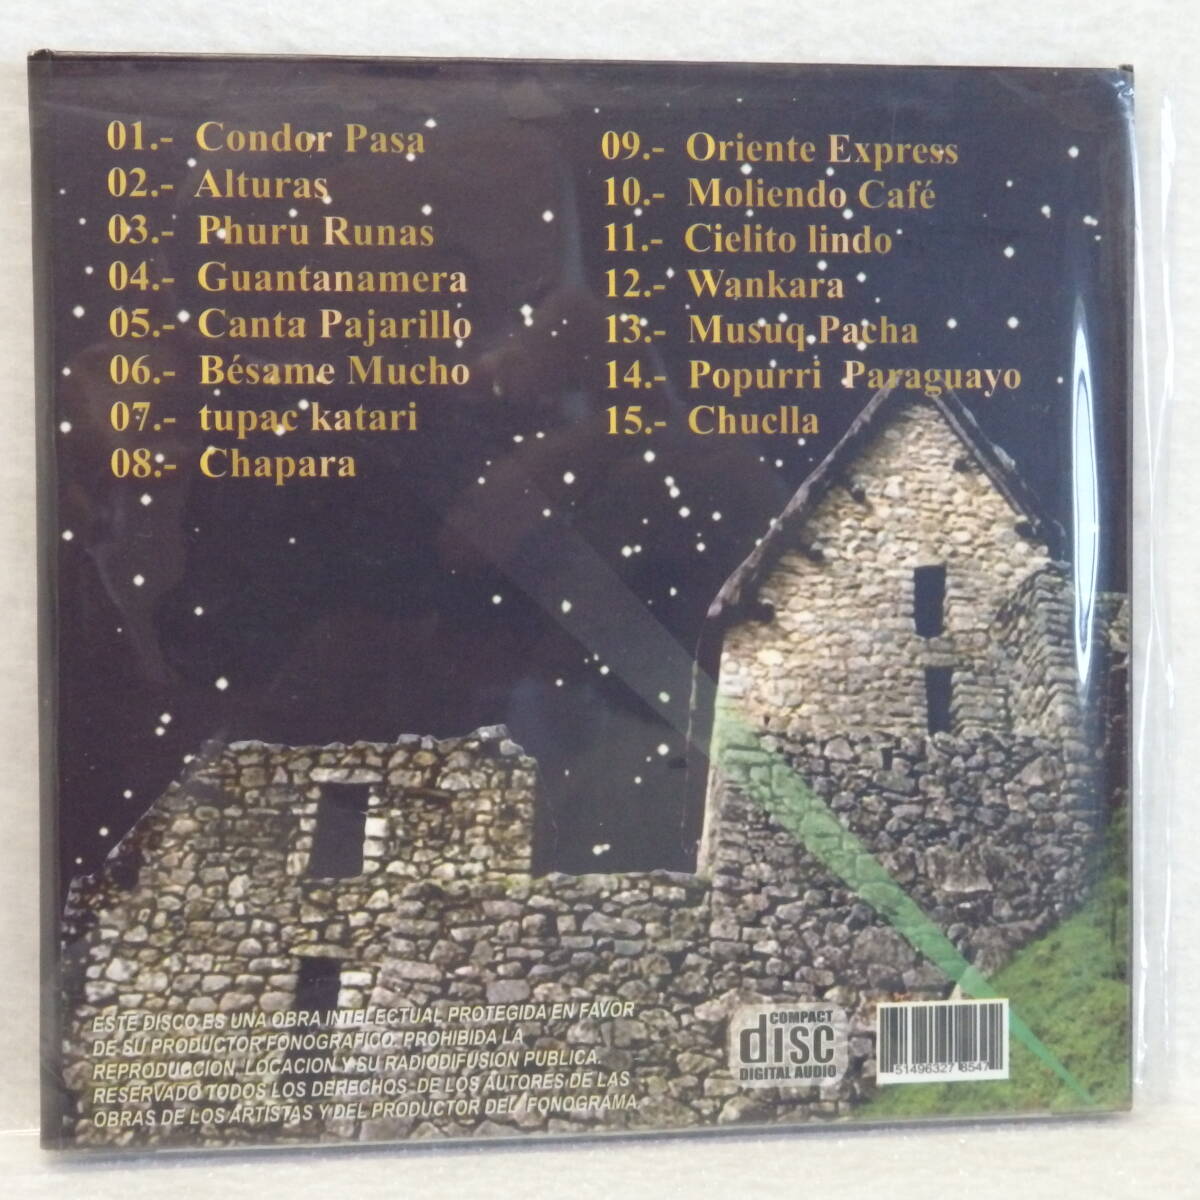 01.- Condor Pasa
02.- Alturas
03.- Phuru Runas
04.- Guantanamera
05.- Canta Pajarillo
06.- Bésame Mucho
07.- tupac katari
08.- Chapara
09.- Oriente Express
10.- Moliendo Café
11.- Cielito lindo
12.- Wankara
13.- Musuq Pacha
14.- Popurri Paraguayo
15.- Chuclla
ESTE DISCO ES UNA OBRA INTELECTUAL PROTEGIDA EN FAVOR
DE SU PRODUCTOR FONOGRAFICO. PROHIBIDA LA
REPRODUCCION, LOCACION Y SU RADIODIFUSION PUBLICA.
RESERVADO TODOS LOS DERECHOS DE LOS AUTORES DE LAS
OBRAS DE LOS ARTISTAS Y DEL PRODUCTOR DEL FONOGRAMA.
COMPACT
disc
DIGITAL AUDIO
51496327 8547